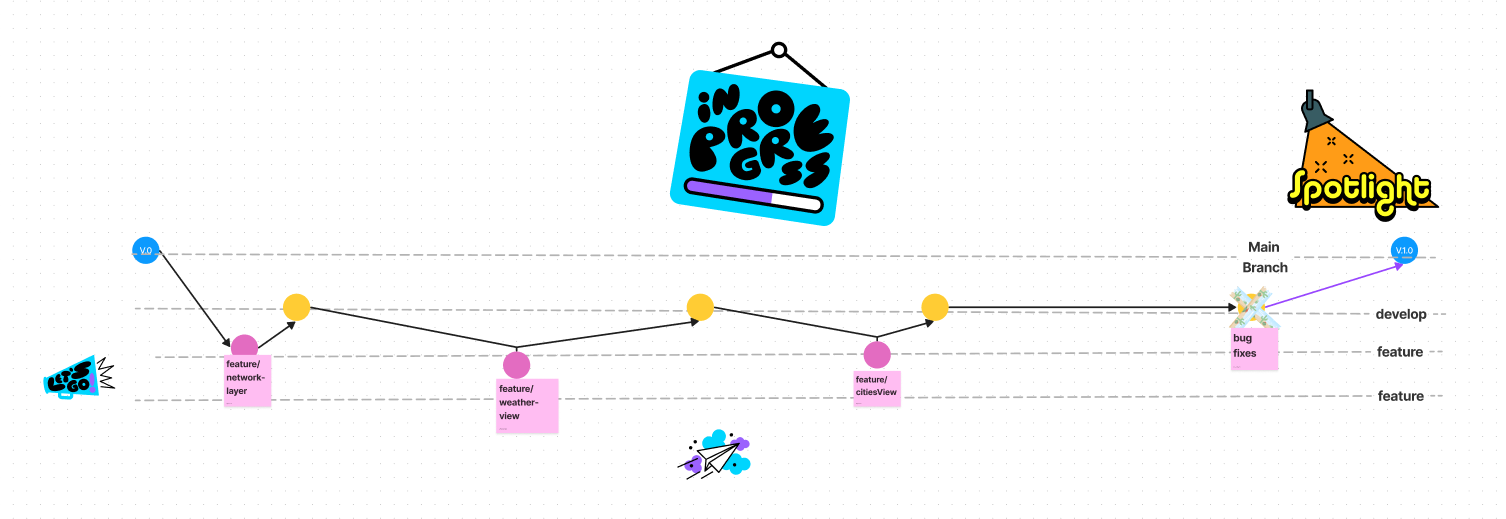 iN
PROGRESS
Spotlight
V.0
Main
Branch
V.1.0
develop
bug
fixes
...
feature
LET'S
GO
feature/
network-
layer
...
feature/
weather-
view
...
feature/
citiesView
...
feature